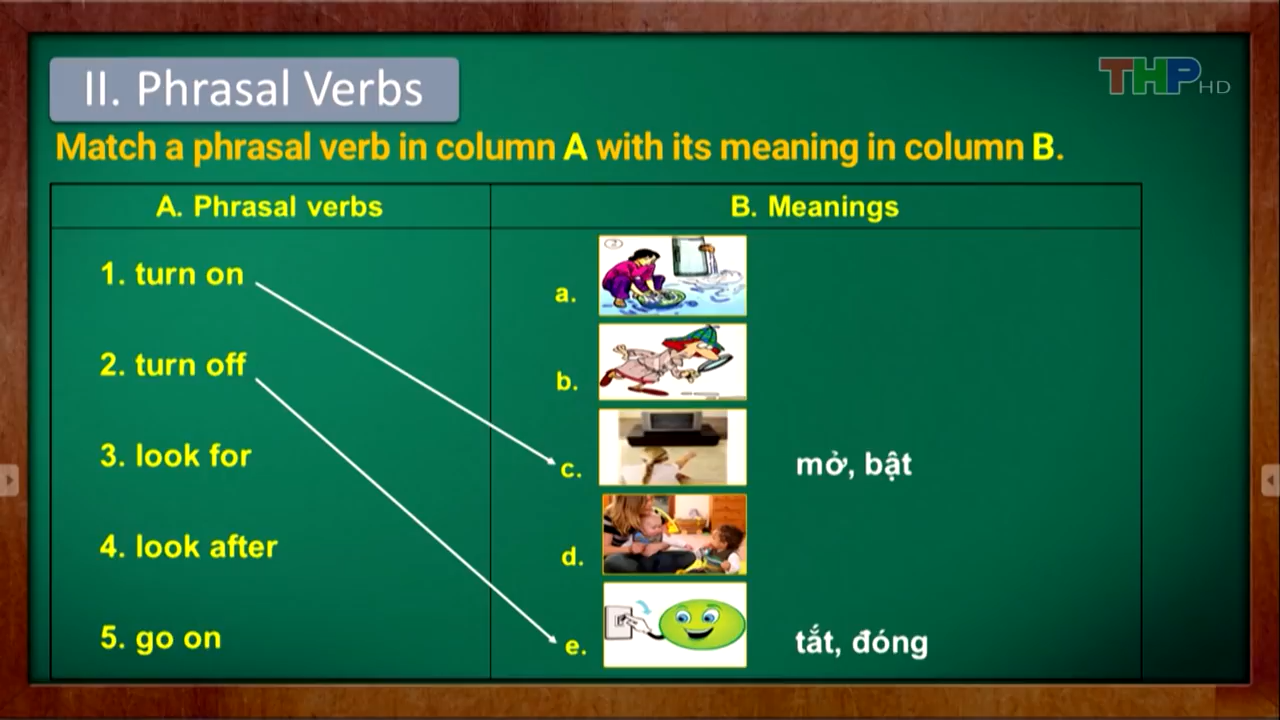 II. Phrasal Verbs
THP HD
Match a phrasal verb in column A with its meaning in column B.
A. Phrasal verbs
B. Meanings
1. turn on
2. turn off
3. look for
4. look after
5. go on
a.
2
b.
c.
mở, bật
d.
e.
tắt, đóng